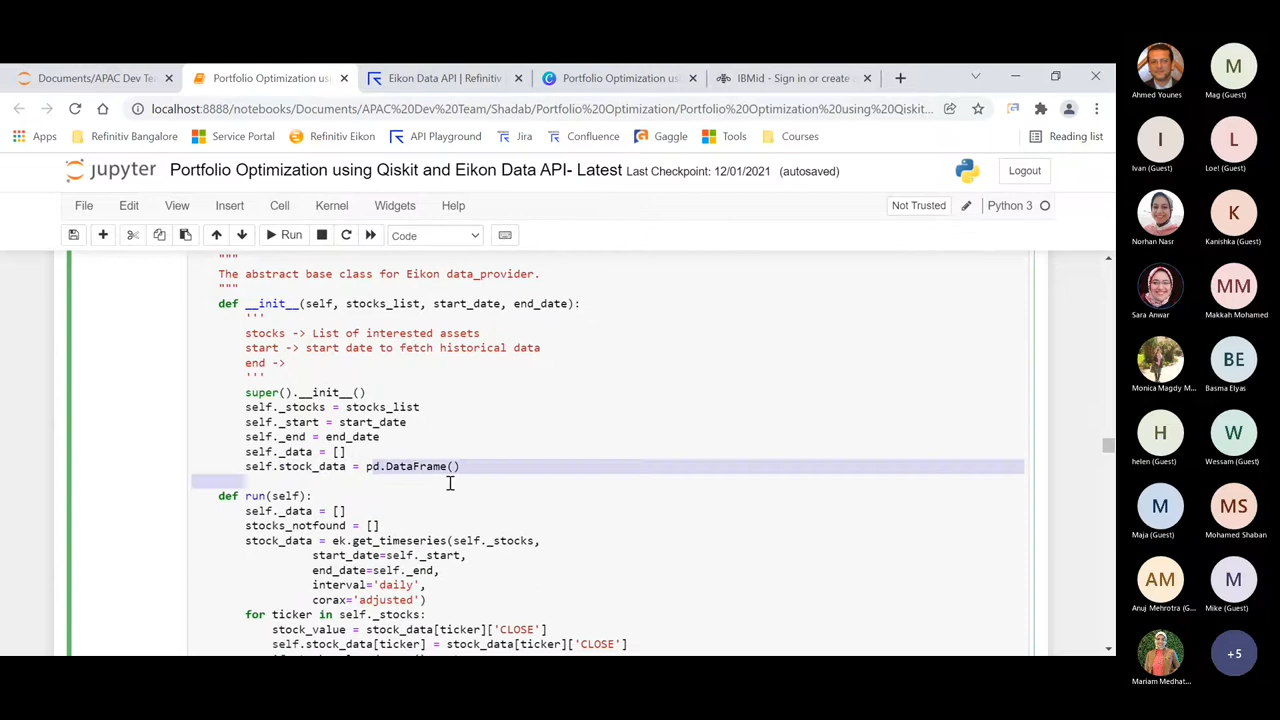 Documents/APAC Dev Tea
Portfolio Optimization us
Eikon Data API | Refinitiv
Portfolio Optimization us
IBMid - Sign in or create a
localhost:8888/notebooks/Documents/APAC%20Dev%20Team/Shadab/Portfolio%20Optimization/Portfolio%20Optimization%20using%20Qiskit...
Apps
Refinitiv Bangalore
Service Portal
Refinitiv Eikon
API Playground
Jira
Confluence
Gaggle
Tools
Courses
Reading list
jupyter Portfolio Optimization using Qiskit and Eikon Data API- Latest Last Checkpoint: 12/01/2021 (autosaved)
Logout
File Edit View Insert Cell Kernel Widgets Help
Not Trusted
Python 3
Run
Code
"""
The abstract base class for Eikon data_provider.
"""
def __init__(self, stocks_list, start_date, end_date):
'''
stocks -> List of interested assets
start -> start date to fetch historical data
end ->
'''
super().__init__()
self._stocks = stocks_list
self._start = start_date
self._end = end_date
self._data = []
self.stock_data = pd.DataFrame()
def run(self):
self._data = []
stocks_notfound = []
stock_data = ek.get_timeseries(self._stocks,
start_date=self._start,
end_date=self._end,
interval='daily',
corax='adjusted')
for ticker in self._stocks:
stock_value = stock_data[ticker]['CLOSE']
self.stock_data[ticker] = stock_data[ticker]['CLOSE']
Ahmed Younes
M
Mag (Guest)
I
Ivan (Guest)
L
Loe! (Guest)
Norhan Nasr
K
Kanishka (Guest)
Sara Anwar
MM
Makkah Mohamed
Monica Magdy M...
BE
Basma Elyas
H
helen (Guest)
W
Wessam (Guest)
M
Maja (Guest)
MS
Mohamed Shaban
AM
Anuj Mehrotra (G...
M
Mike (Guest)
Mariam Medhat...
+5